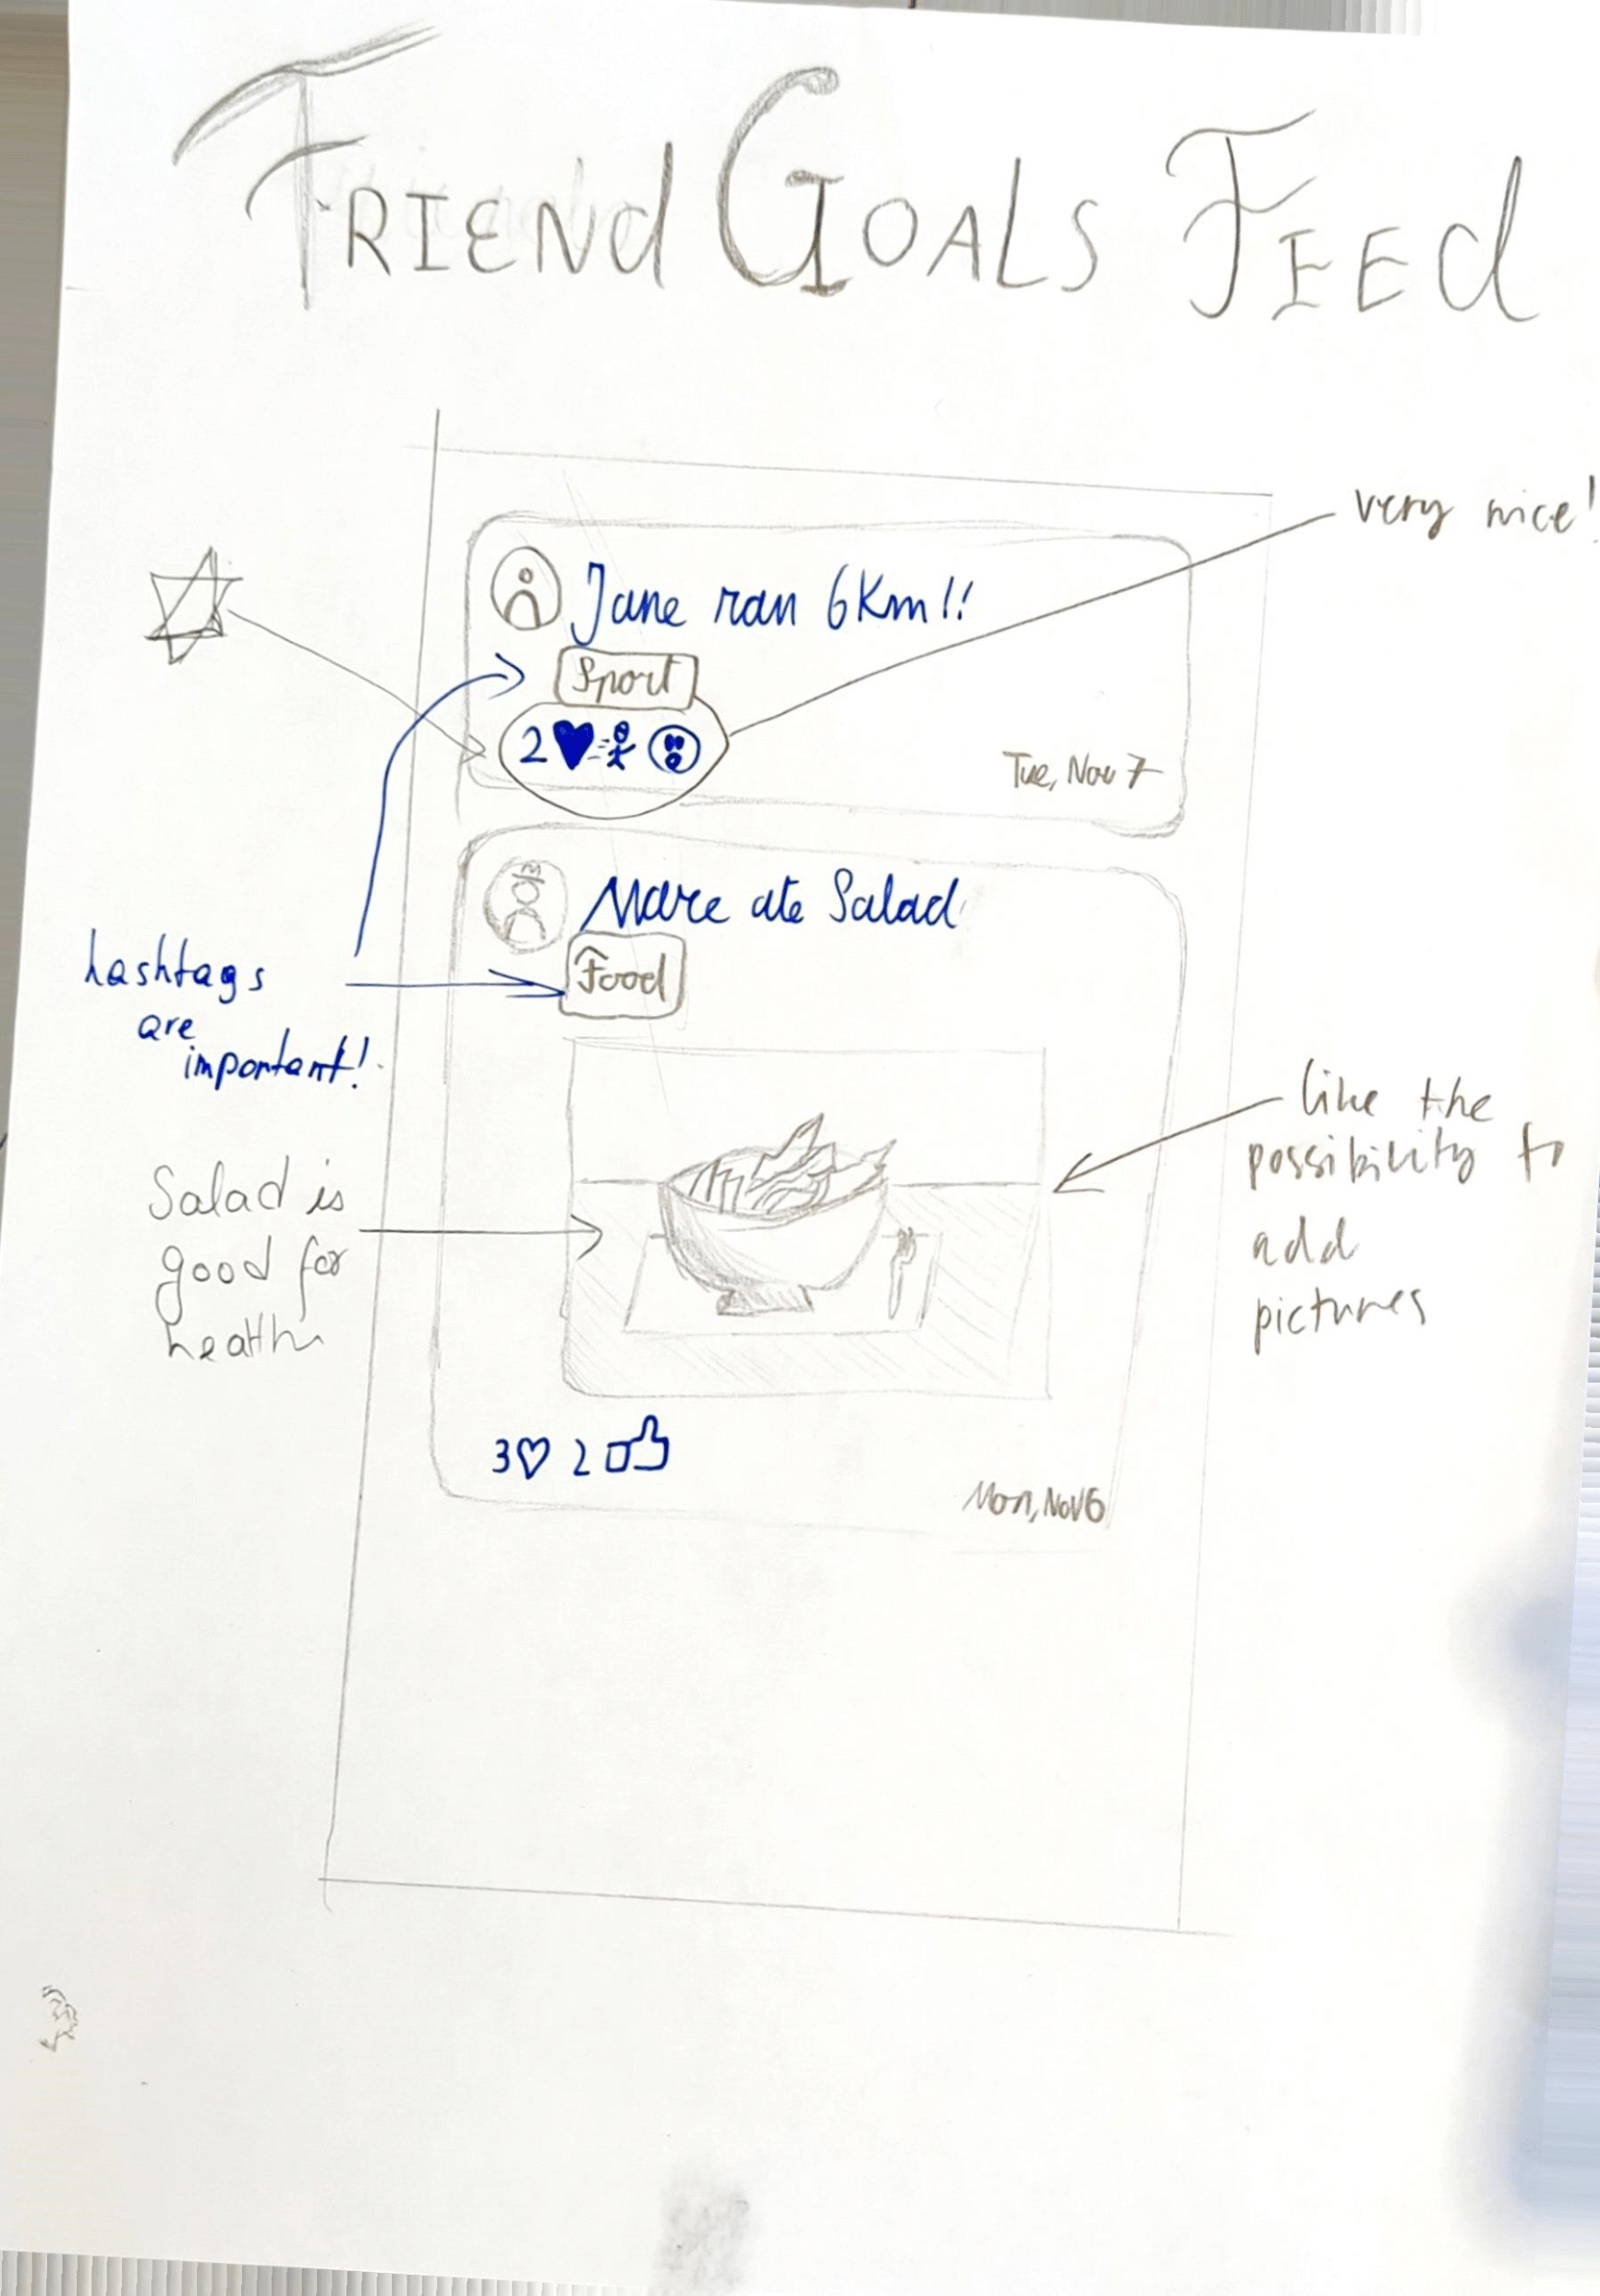 FRIEND GOALS FEEd
very nice!
Jane ran 6Km!!
Sport
2
Tue, Nov 7
Marc ate Salad
Food
hashtags
are
important!
like the
possibility to
add
pictures
Salad is
good for
health
3 2
Mon, Nov 6